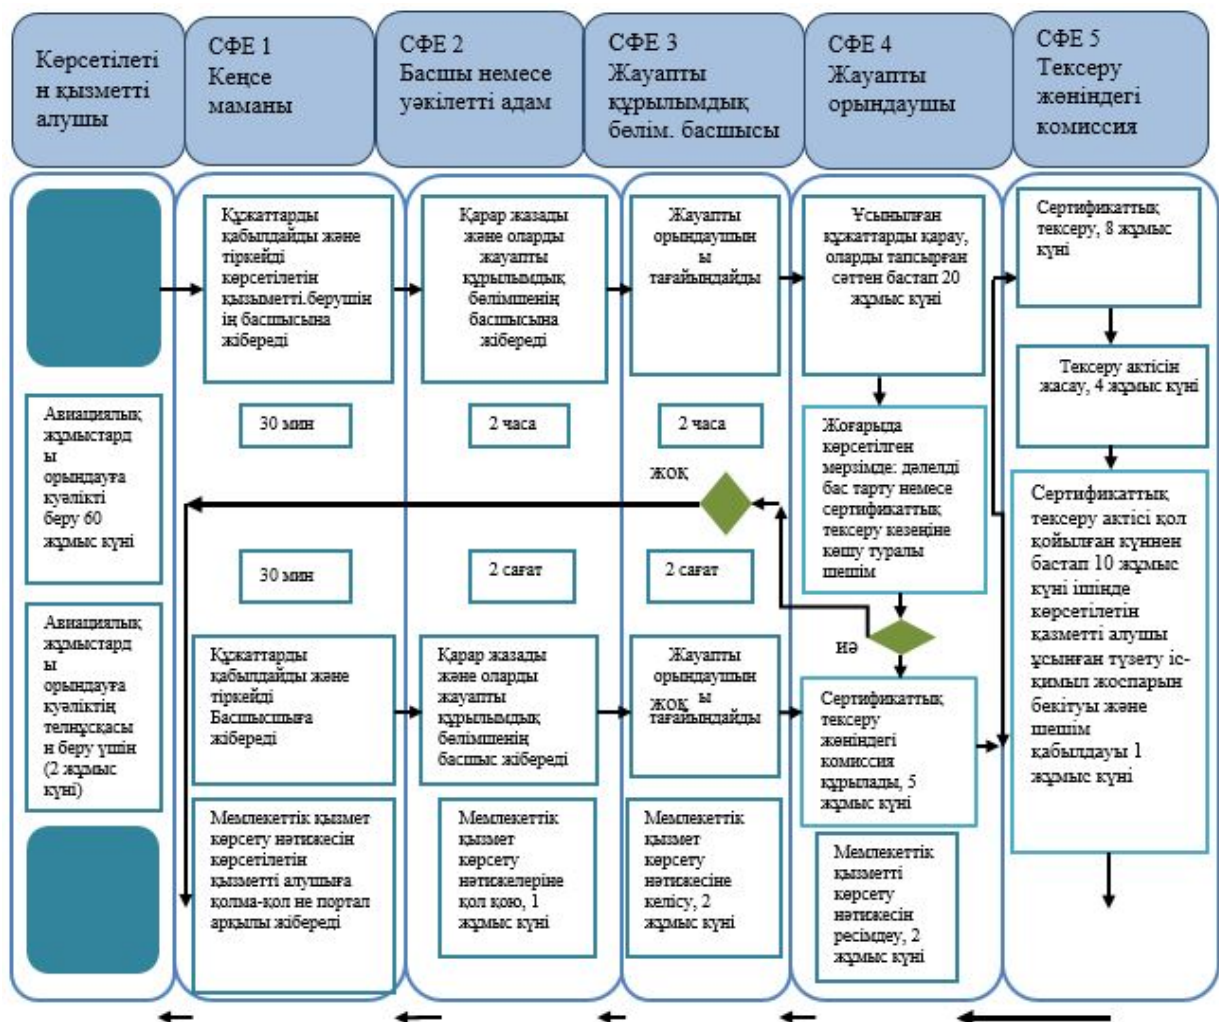 Көрсетілеті
н қызметті
алушы
СФЕ 1
Кеңсе
маманы
СФЕ 2
Басшы немесе
уәкілетті адам
СФЕ 3
Жауапты
құрылымдық
бөлім. басшысы
СФЕ 4
Жауапты
орындаушы
СФЕ 5
Тексеру
жөніндегі
комиссия
Құжаттарды
қабылдайды және
тіркейді
көрсетілетін
қызыметті.берушін
ің басшысына
жібереді
Қарар жазады
және оларды
жауапты
құрылымдық
бөлімшенің
басшысына
жібереді
Жауапты
орындаушын
ы
тағайындайды
Ұсынылған
құжаттарды қарау,
оларды тапсырған
сәттен бастап 20
жұмыс күні
Сертификаттық
тексеру, 8 жұмыс
күні
Тексеру актісін
жасау, 4 жұмыс күні
Авиациялық
жұмыстард
ы
орындауға
куәлікті
беру 60
жұмыс күні
30 мин
2 часа
2 часа
Жоғарыда
көрсетілген
мерзімде: дәлелді
бас тарту немесе
сертификаттық
тексеру кезеңіне
көшу туралы
шешім
жоқ
Сертификаттық
тексеру актісі қол
қойылған күннен
бастап 10 жұмыс
күні ішінде
көрсетілетін
қазметті алушы
ұсынған түзету іс-
қимыл жоспарын
бекітуы және
шешім
қабылдауы 1
жұмыс күні
30 мин
2 сағат
2 сағат
иә
Авиациялық
жұмыстард
ы
орындауға
куәліктің
телнұсқасы
н беру үшін
(2 жұмыс
күні)
Құжаттарды
қабылдайды және
тіркейді
Басшысшыға
жібереді
Қарар жазады
және оларды
жауапты
құрылымдық
бөлімшенің
басшыс жібереді
Жауапты
орындаушын
ы
жоқ
тағайындайды
Сертификаттық
тексеру
жөніндегі
комиссия
құрылады, 5
жұмыс күні
Мемлекеттік қызмет
көрсету нәтижесін
көрсетілетін
қызметті алушыға
қолма-қол не портал
арқылы жібереді
Мемлекеттік
қызмет
көрсету
нәтижелеріне
қол қою, 1
жұмыс күні
Мемлекеттік
қызмет
көрсету
нәтижесіне
келісу, 2
жұмыс күні
Мемлекеттік
қызметті
көрсету
нәтижесін
ресімдеу, 2
жұмыс күні